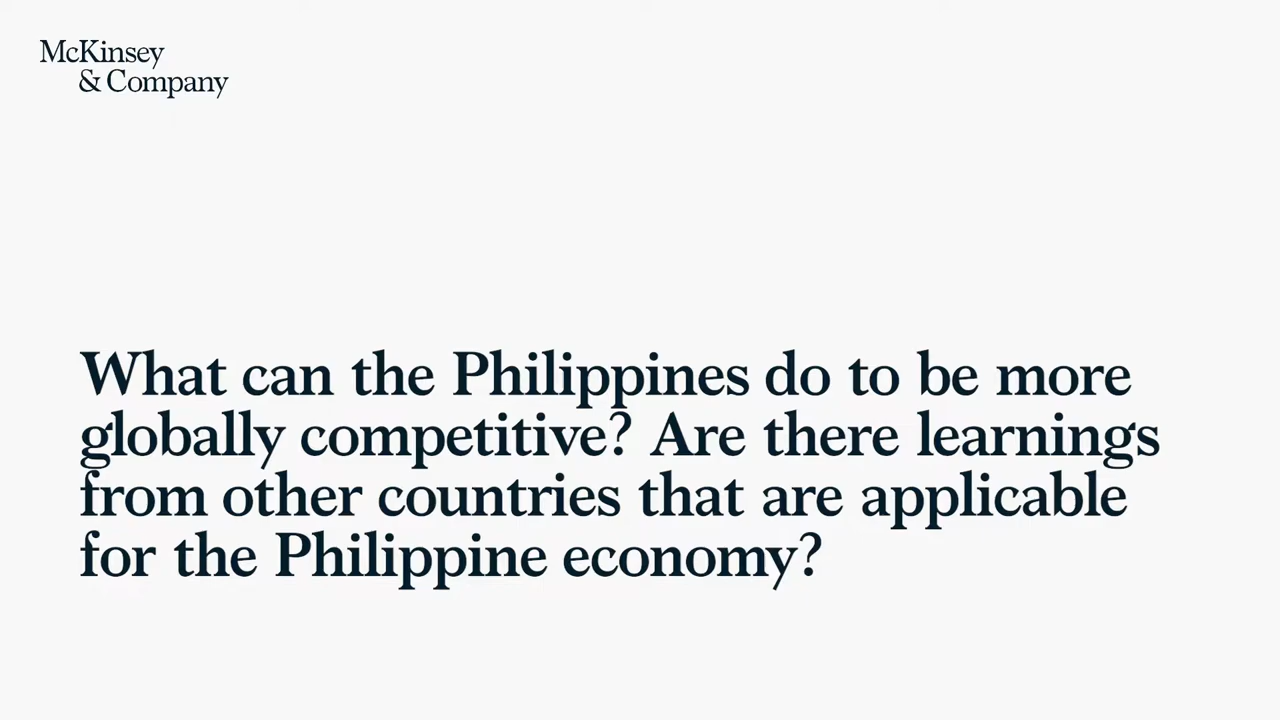 McKinsey
& Company
What can the Philippines do to be more
globally competitive? Are there learnings
from other countries that are applicable
for the Philippine economy?